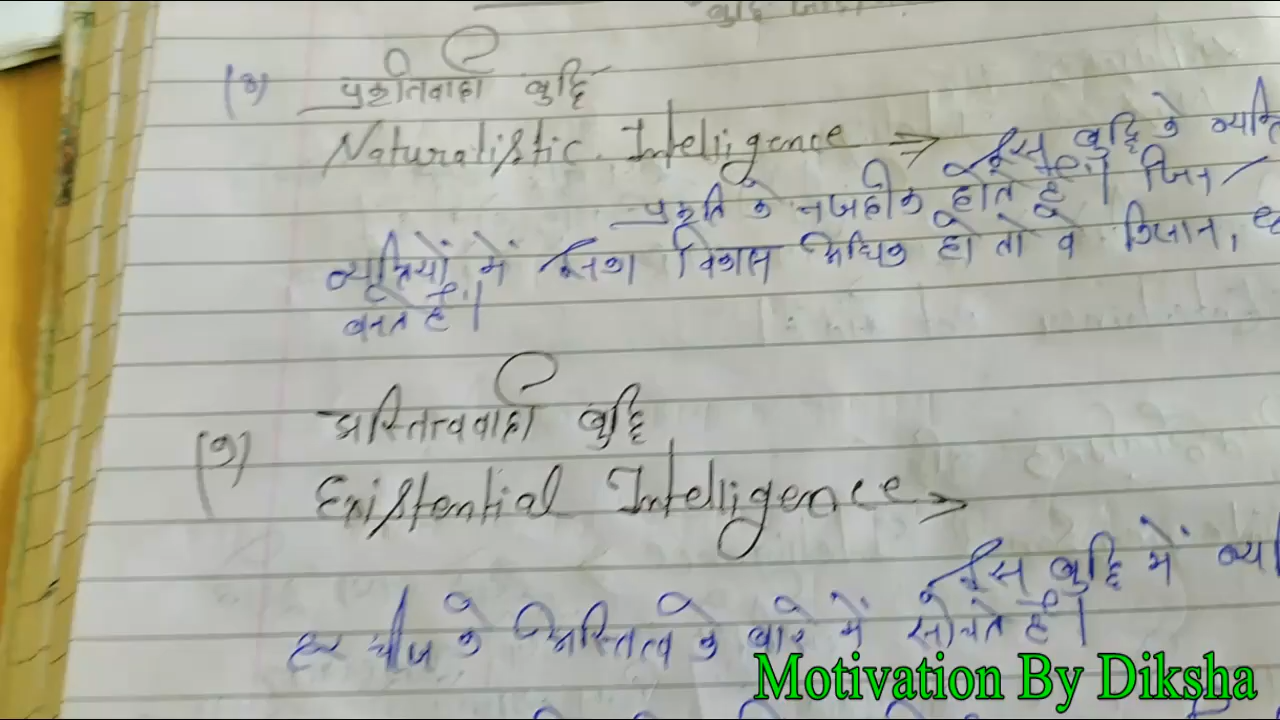 (8) प्रकृतिवादी बुद्धि
Naturalistic Intelligence ⇒ इस बुद्धि के व्यक्ति
प्रकृति के नजदीक होते हैं। जिन
व्यक्तियों में इसका विकास अधिक हो तो वे किसान,
बनते हैं।
(9) अस्तित्ववादी बुद्धि
Existential Intelligence →
इस बुद्धि में
हर चीज के अस्तित्व के बारे में सोचते हैं।
Motivation By Diksha